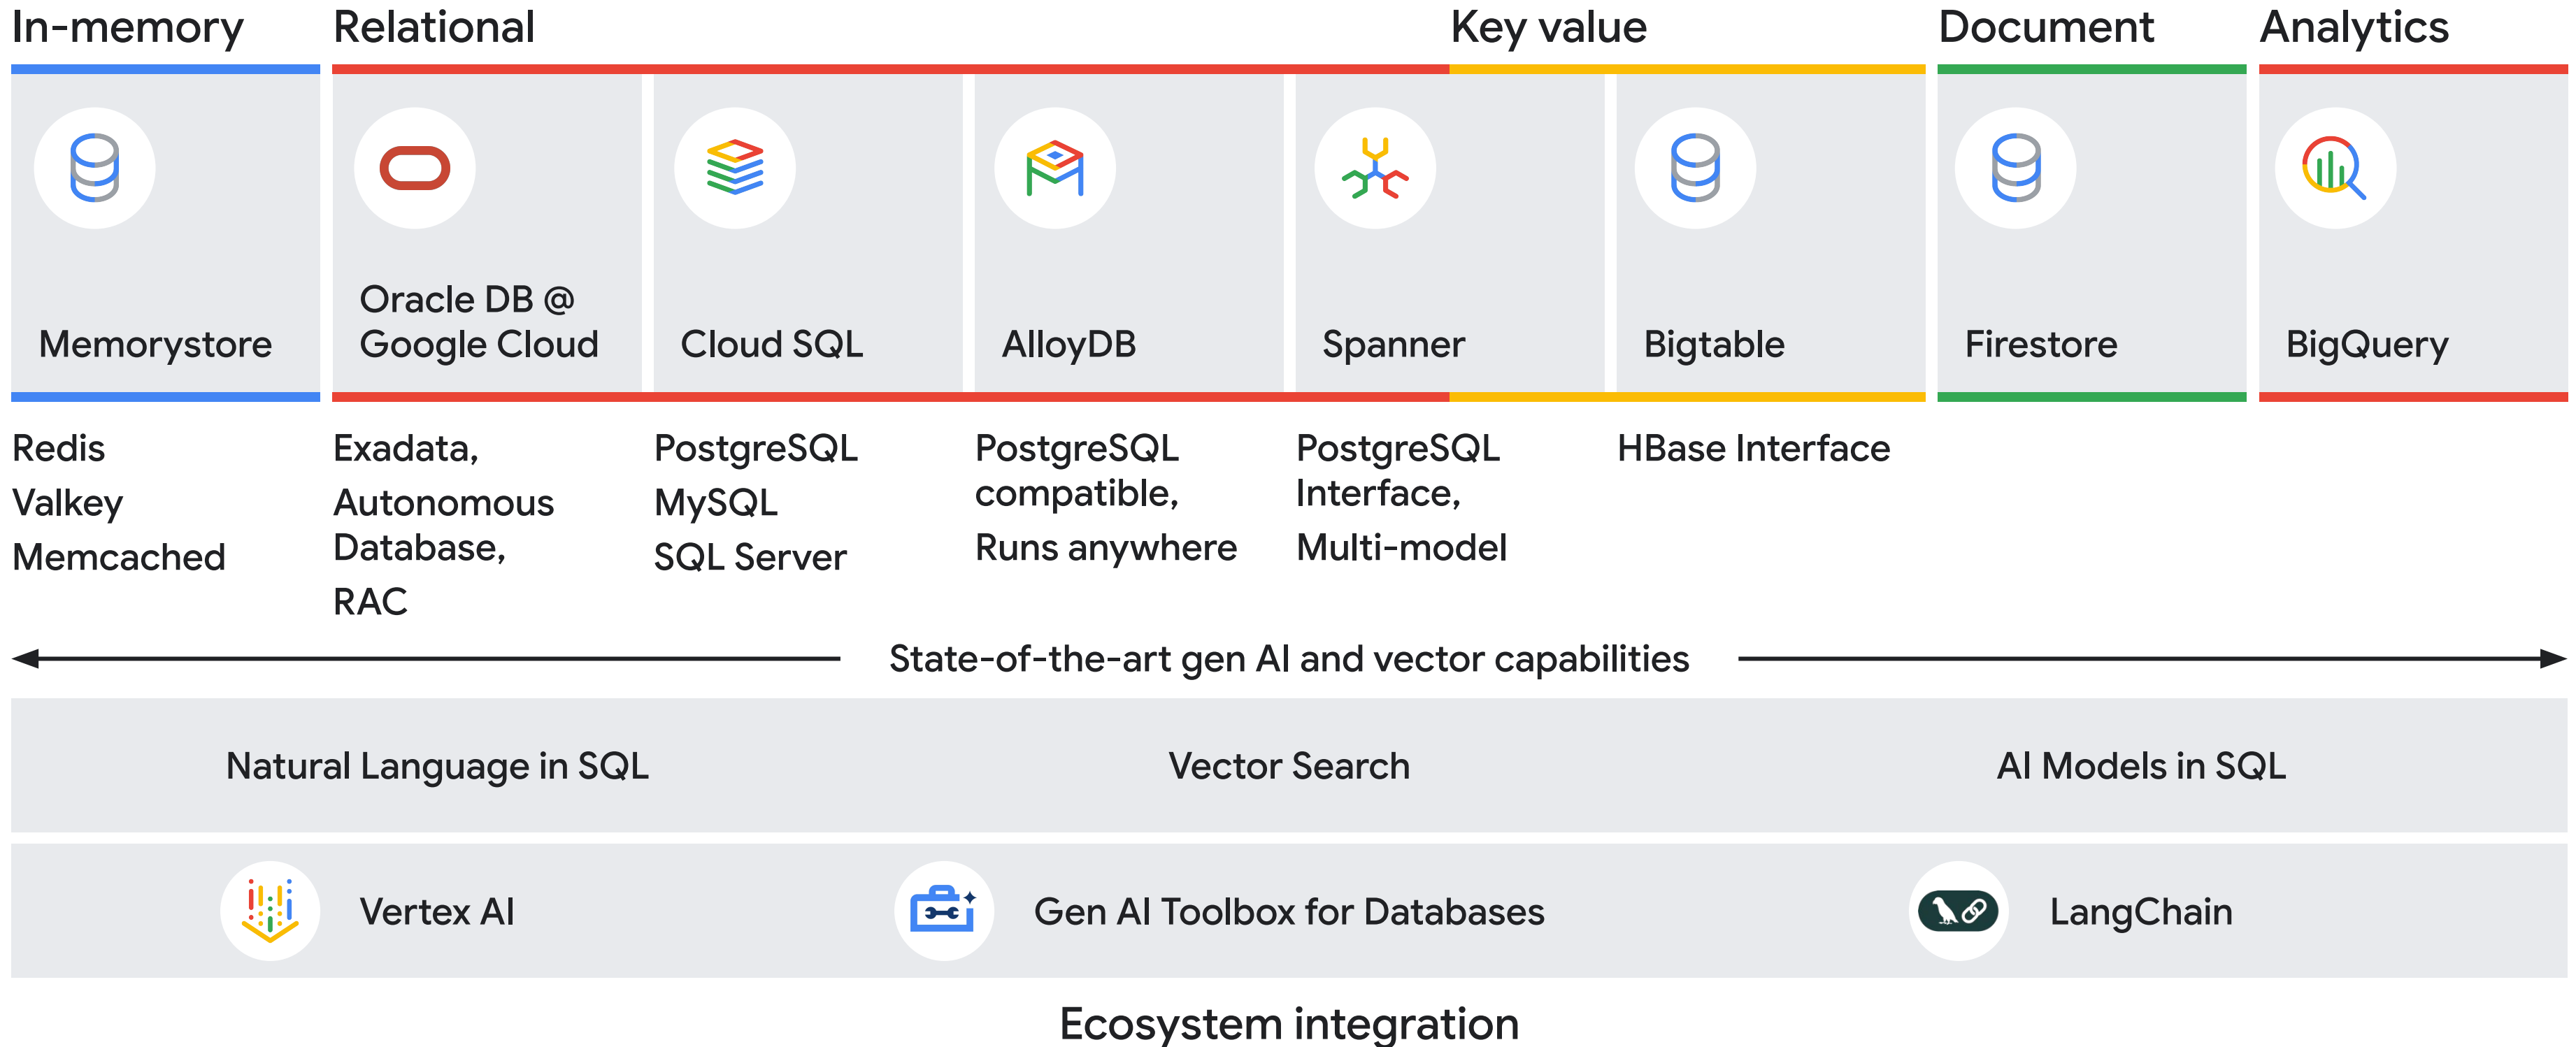 In-memory
Relational
Key value
Document
Analytics
Memorystore
Oracle DB @
Google Cloud
Cloud SQL
AlloyDB
Spanner
Bigtable
Firestore
BigQuery
Redis
Valkey
Memcached
Exadata,
Autonomous
Database,
RAC
PostgreSQL
MySQL
SQL Server
PostgreSQL
compatible,
Runs anywhere
PostgreSQL
Interface,
Multi-model
HBase Interface
State-of-the-art gen AI and vector capabilities
Natural Language in SQL
Vector Search
AI Models in SQL
Vertex AI
Gen AI Toolbox for Databases
LangChain
Ecosystem integration